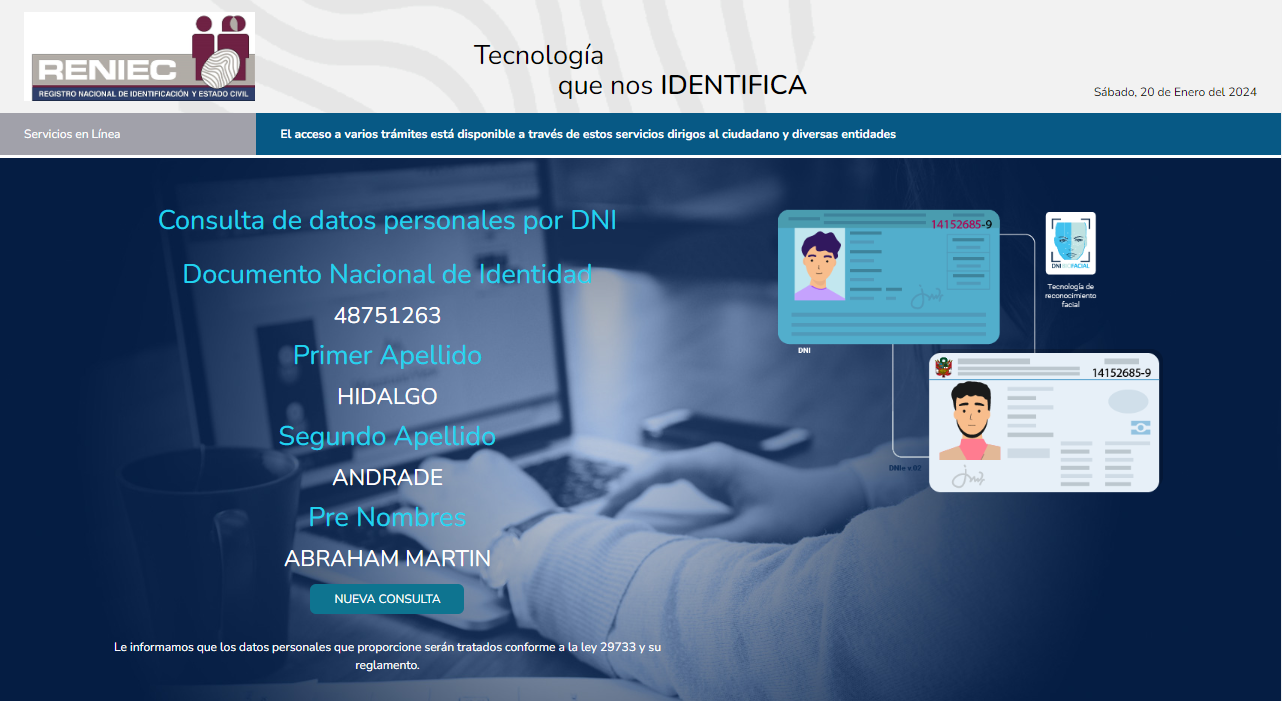 RENIEC
REGISTRO NACIONAL DE IDENTIFICACIÓN Y ESTADO CIVIL
Tecnología
que nos IDENTIFICA
Sábado, 20 de Enero del 2024
Servicios en Línea
El acceso a varios trámites está disponible a través de estos servicios dirigos al ciudadano y diversas entidades
Consulta de datos personales por DNI
Documento Nacional de Identidad
48751263
Primer Apellido
HIDALGO
Segundo Apellido
ANDRADE
Pre Nombres
ABRAHAM MARTIN
NUEVA CONSULTA
Le informamos que los datos personales que proporcione serán tratados conforme a la ley 29733 y su
reglamento.
14152685-9
DNI
DNI BIOFACIAL
Tecnología de
reconocimiento
facial
14152685-9